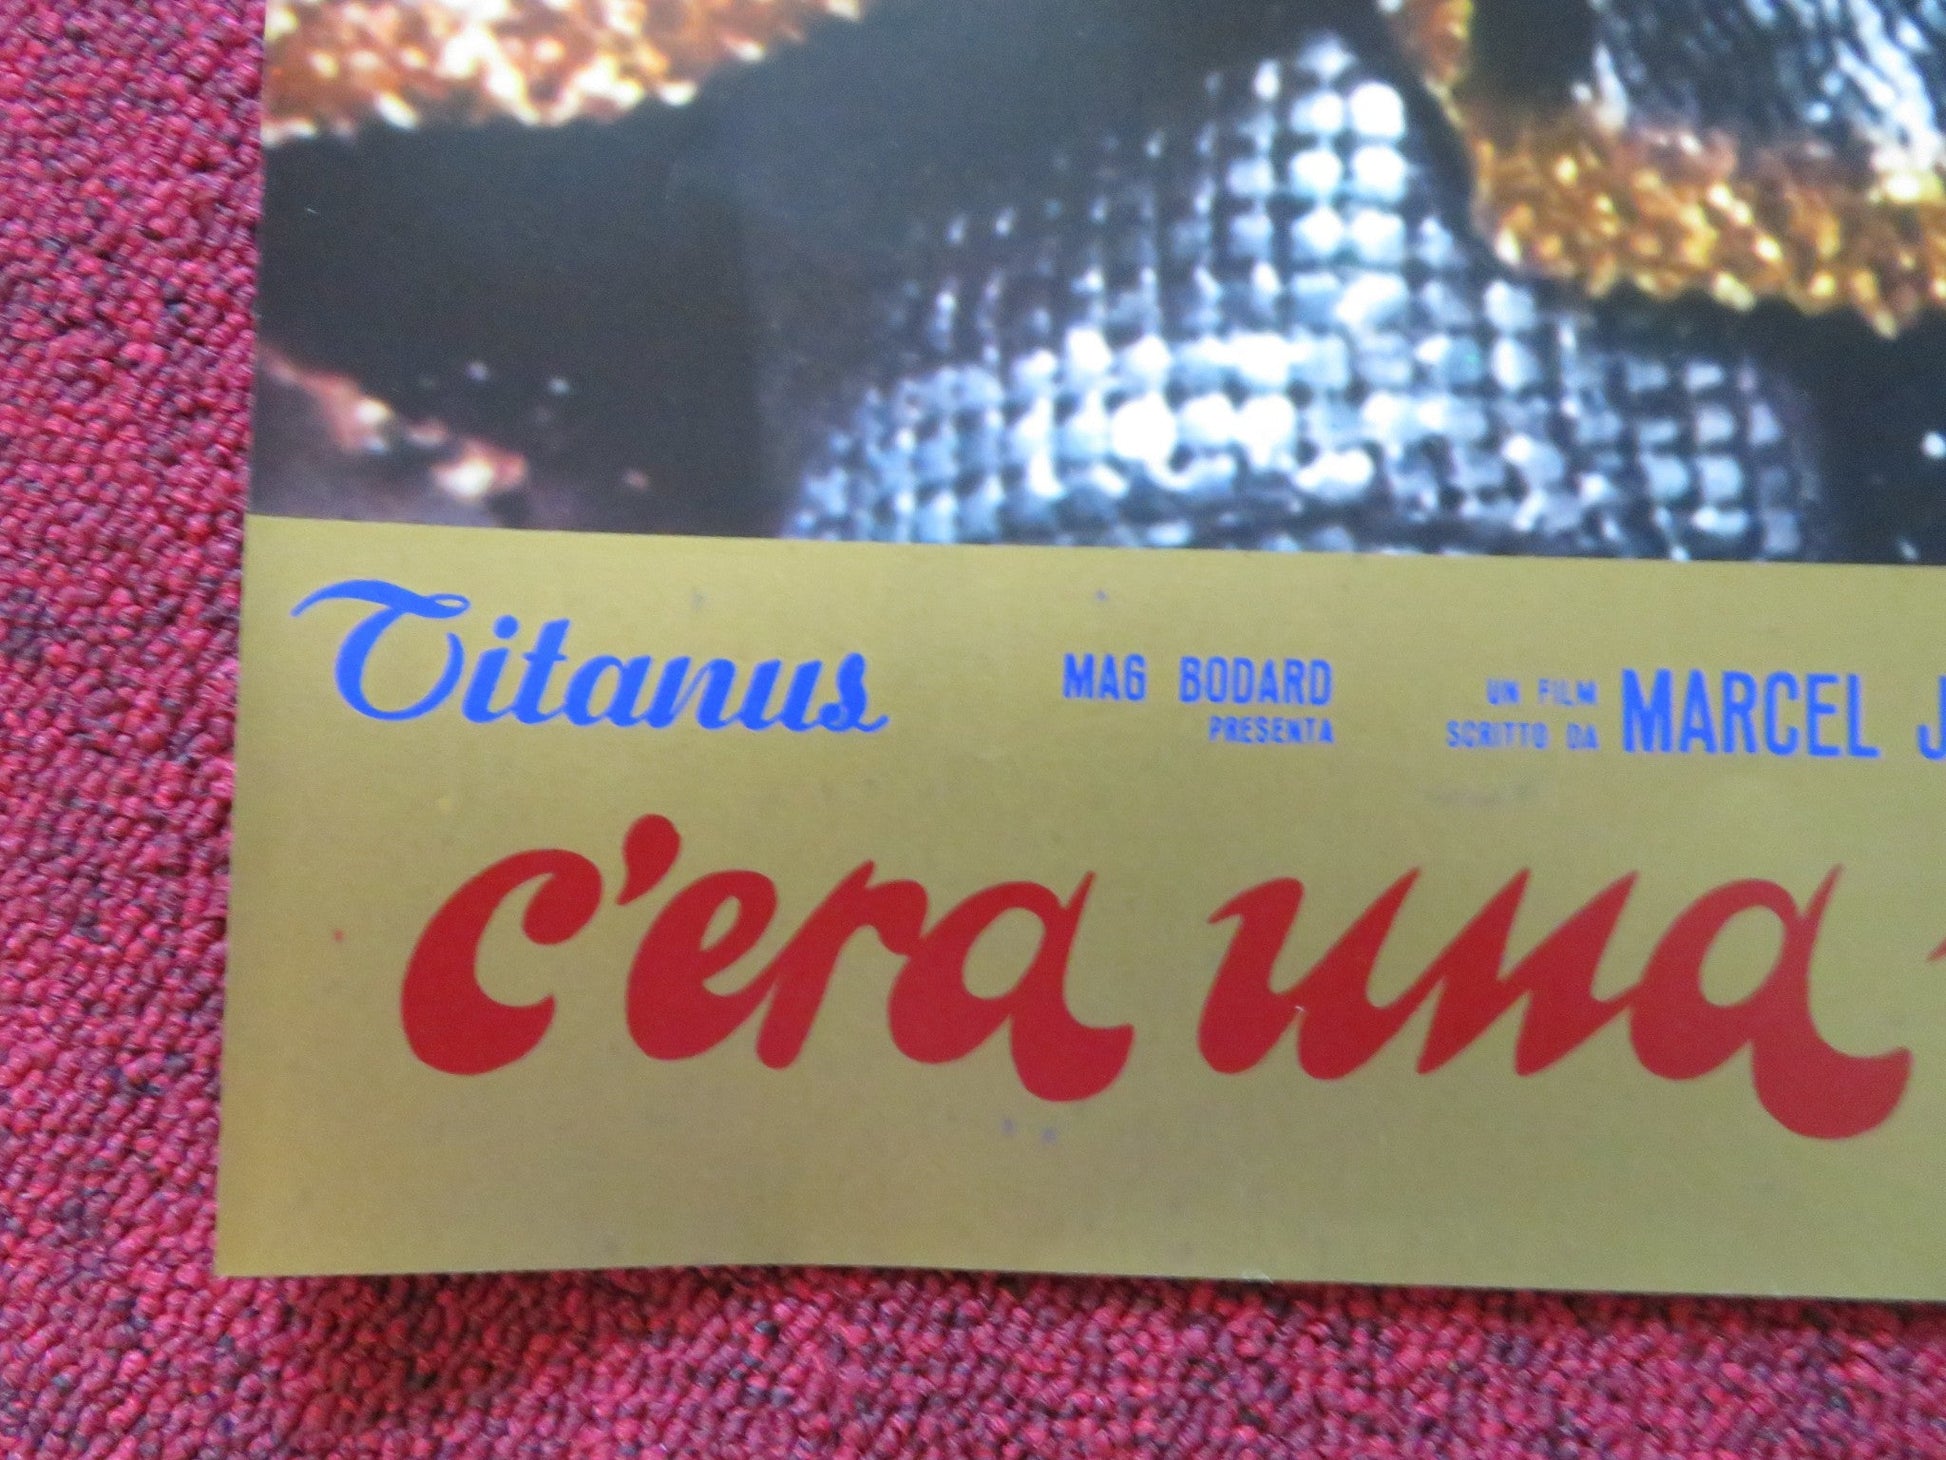 Titanus
MAG BODARD
PRESENTA
UN FILM
SCRITTO DA
MARCEL J
c'era una